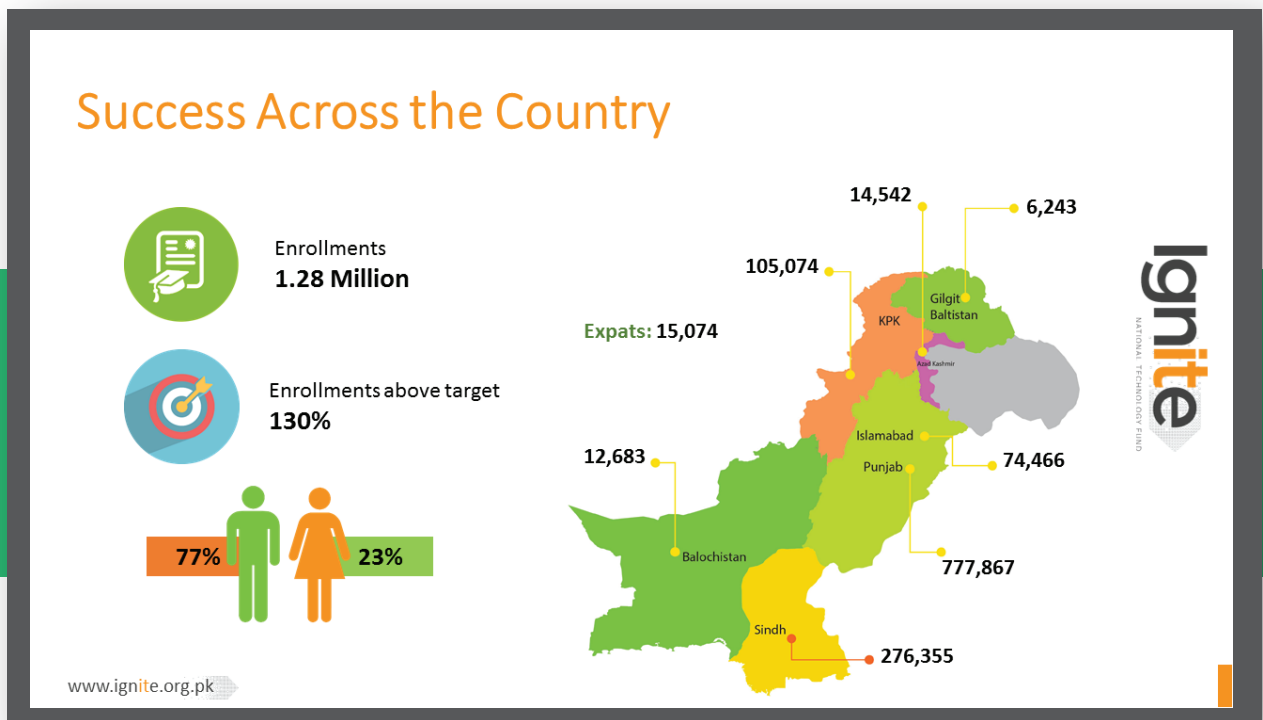 Success Across the Country
Enrollments
1.28 Million
Enrollments above target
130%
77%
23%
Expats: 15,074
14,542
6,243
105,074
12,683
74,466
777,867
276,355
KPK
Gilgit
Baltistan
Azad Kashmir
Islamabad
Punjab
Balochistan
Sindh
Ignite
NATIONAL TECHNOLOGY FUND
www.ignite.org.pk